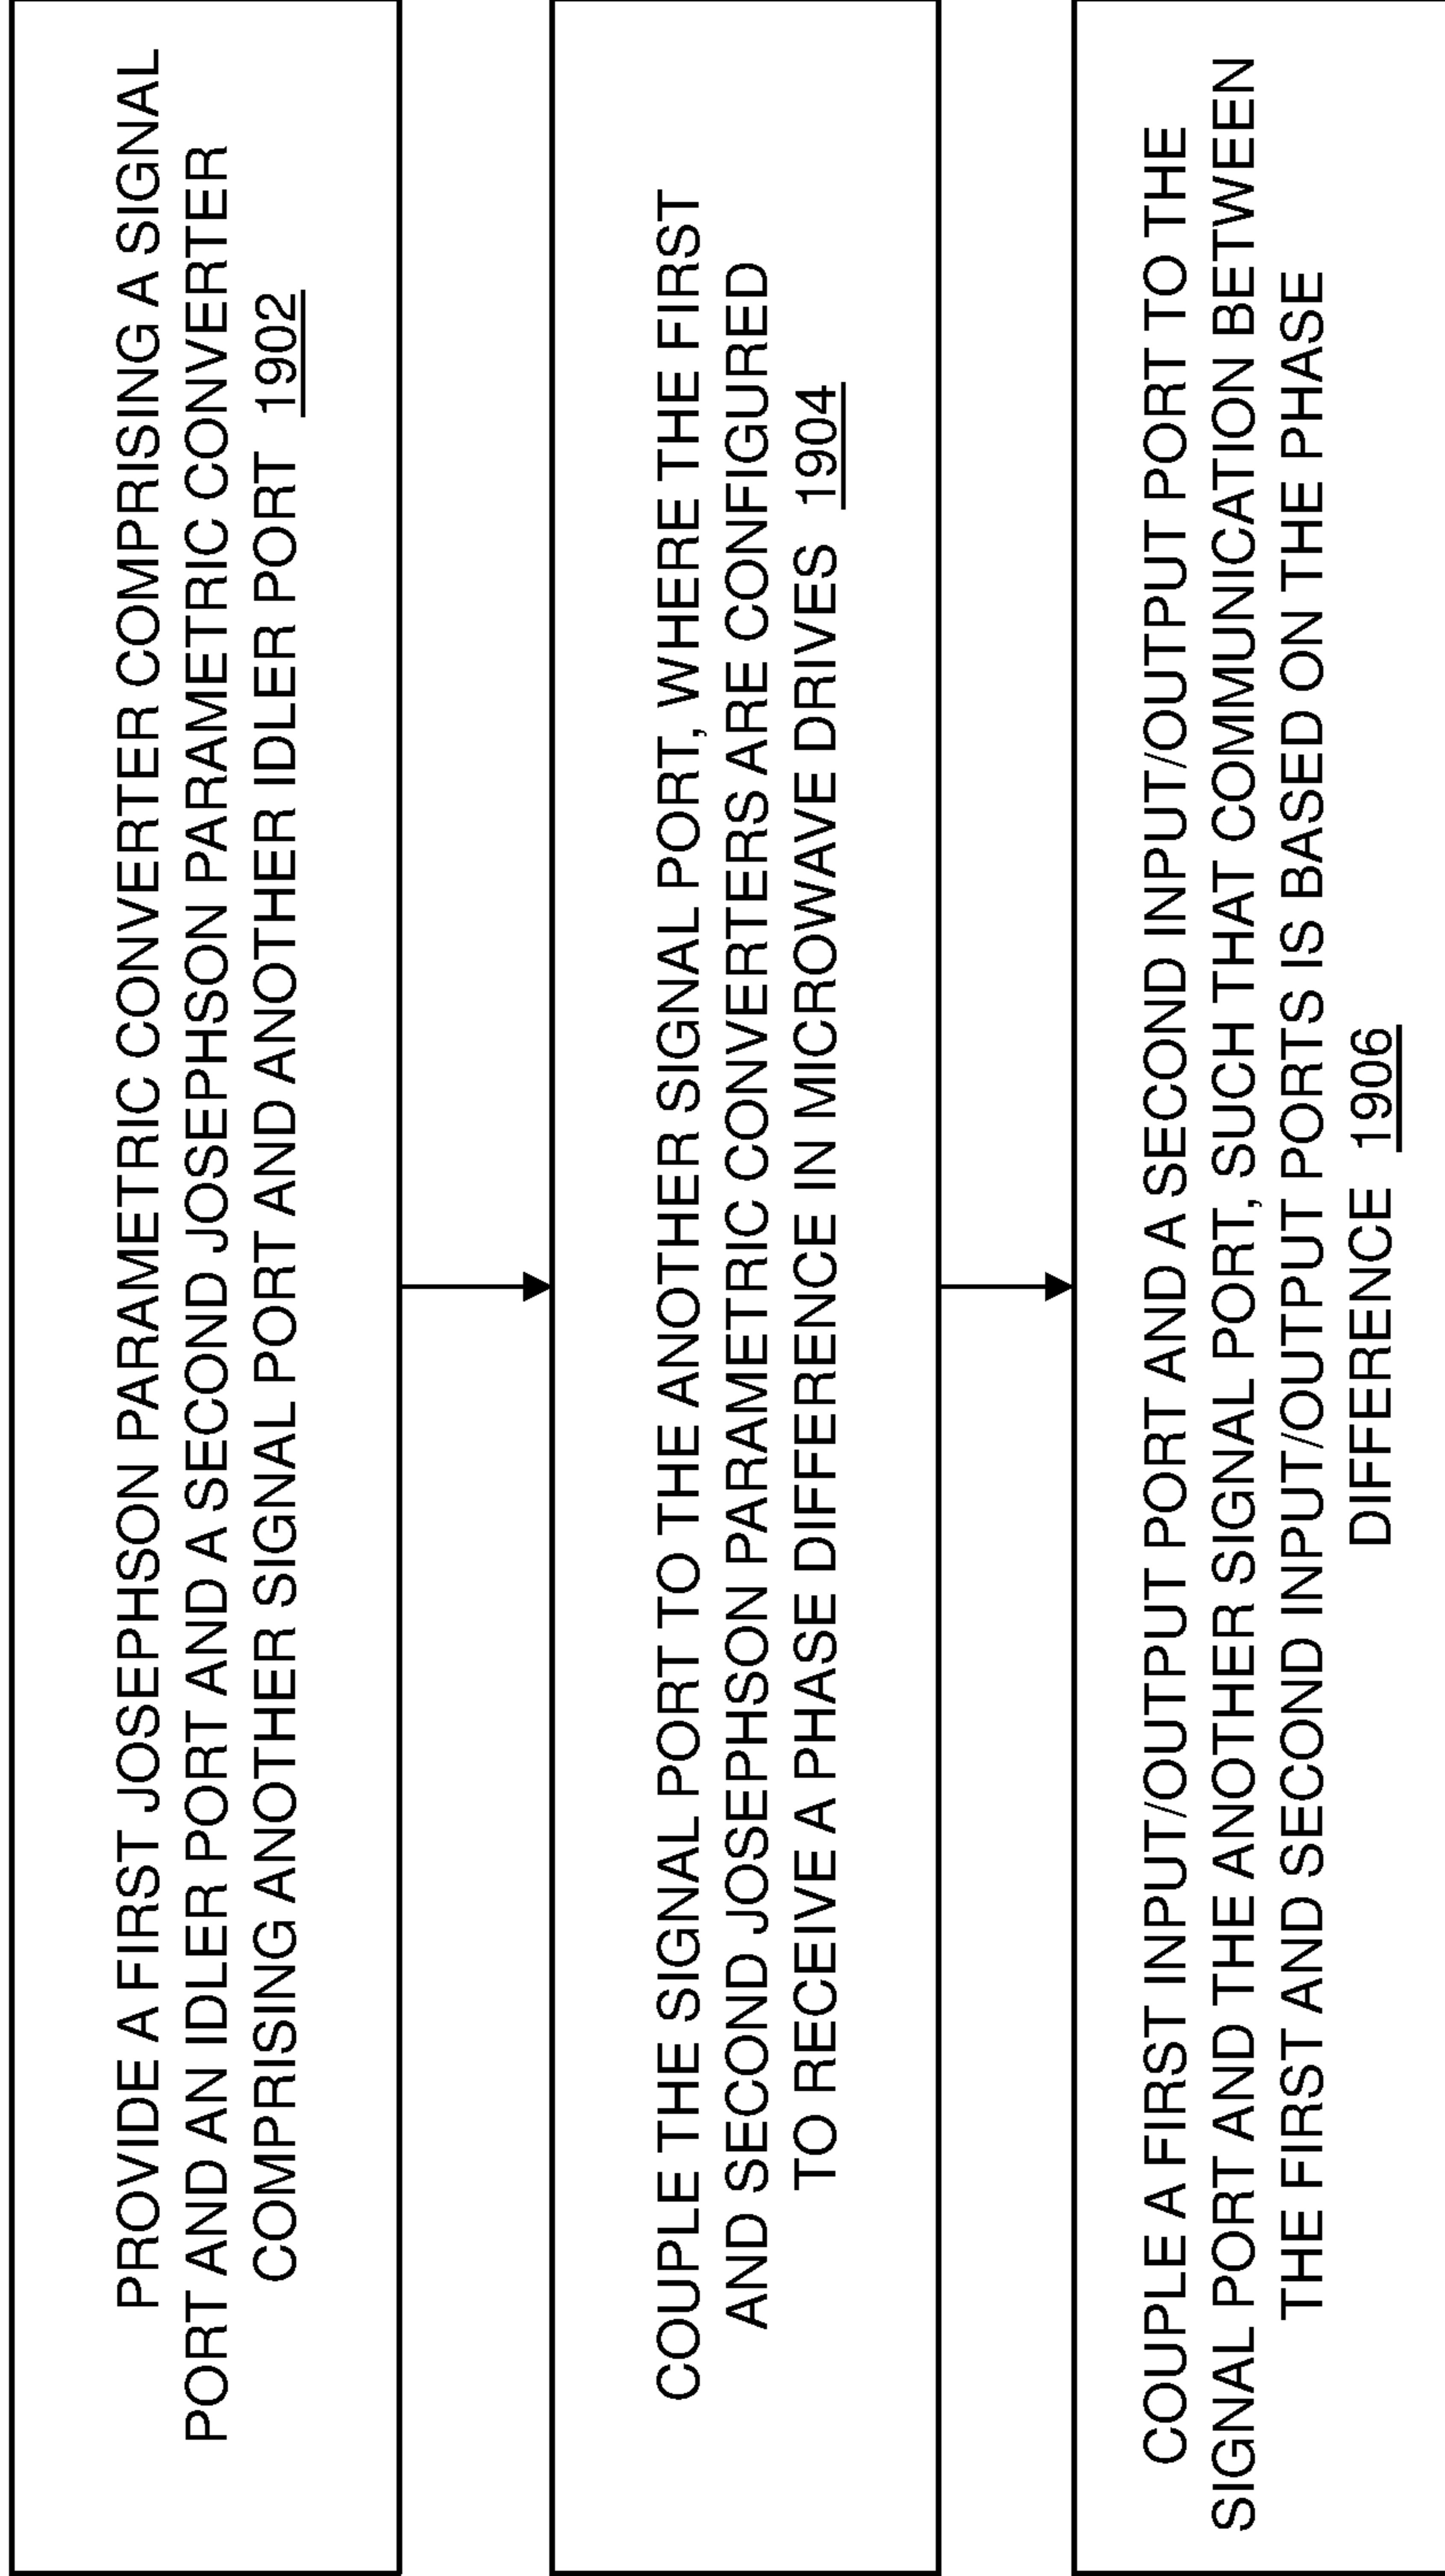 PROVIDE A FIRST JOSEPHSON PARAMETRIC CONVERTER COMPRISING A SIGNAL
PORT AND AN IDLER PORT AND A SECOND JOSEPHSON PARAMETRIC CONVERTER
COMPRISING ANOTHER SIGNAL PORT AND ANOTHER IDLER PORT 1902
COUPLE THE SIGNAL PORT TO THE ANOTHER SIGNAL PORT, WHERE THE FIRST
AND SECOND JOSEPHSON PARAMETRIC CONVERTERS ARE CONFIGURED
TO RECEIVE A PHASE DIFFERENCE IN MICROWAVE DRIVES 1904
COUPLE A FIRST INPUT/OUTPUT PORT AND A SECOND INPUT/OUTPUT PORT TO THE
SIGNAL PORT AND THE ANOTHER SIGNAL PORT, SUCH THAT COMMUNICATION BETWEEN
THE FIRST AND SECOND INPUT/OUTPUT PORTS IS BASED ON THE PHASE
DIFFERENCE 1906